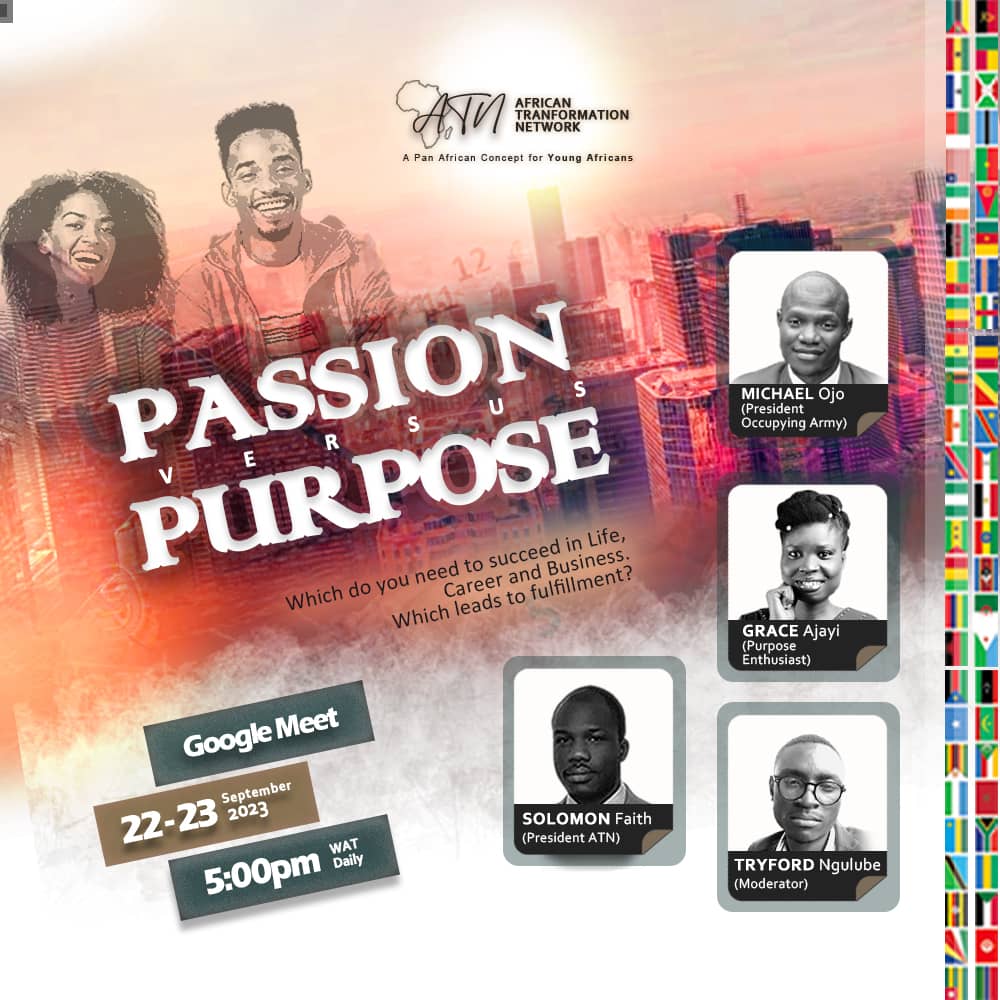 ATN
AFRICAN
TRANFORMATION
NETWORK
A Pan African Concept for Young Africans
12
PASSION
VERSUS
PURPOSE
Which do you need to succeed in Life,
Career and Business.
Which leads to fulfillment?
MICHAEL Ojo
(President
Occupying Army)
GRACE Ajayi
(Purpose
Enthusiast)
SOLOMON Faith
(President ATN)
TRYFORD Ngulube
(Moderator)
Google Meet
22-23 September
2023
5:00pm WAT
Daily